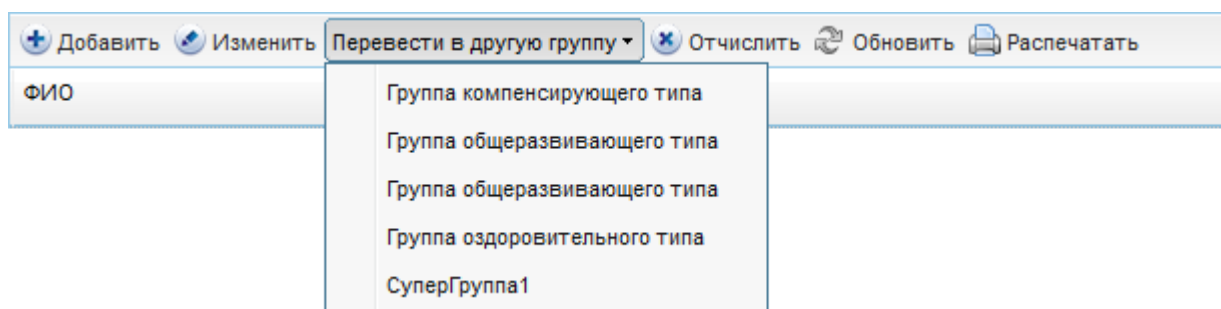 Добавить Изменить Перевести в другую группу Отчислить Обновить Распечатать
ФИО
Группа компенсирующего типа
Группа общеразвивающего типа
Группа общеразвивающего типа
Группа оздоровительного типа
СуперГруппа1